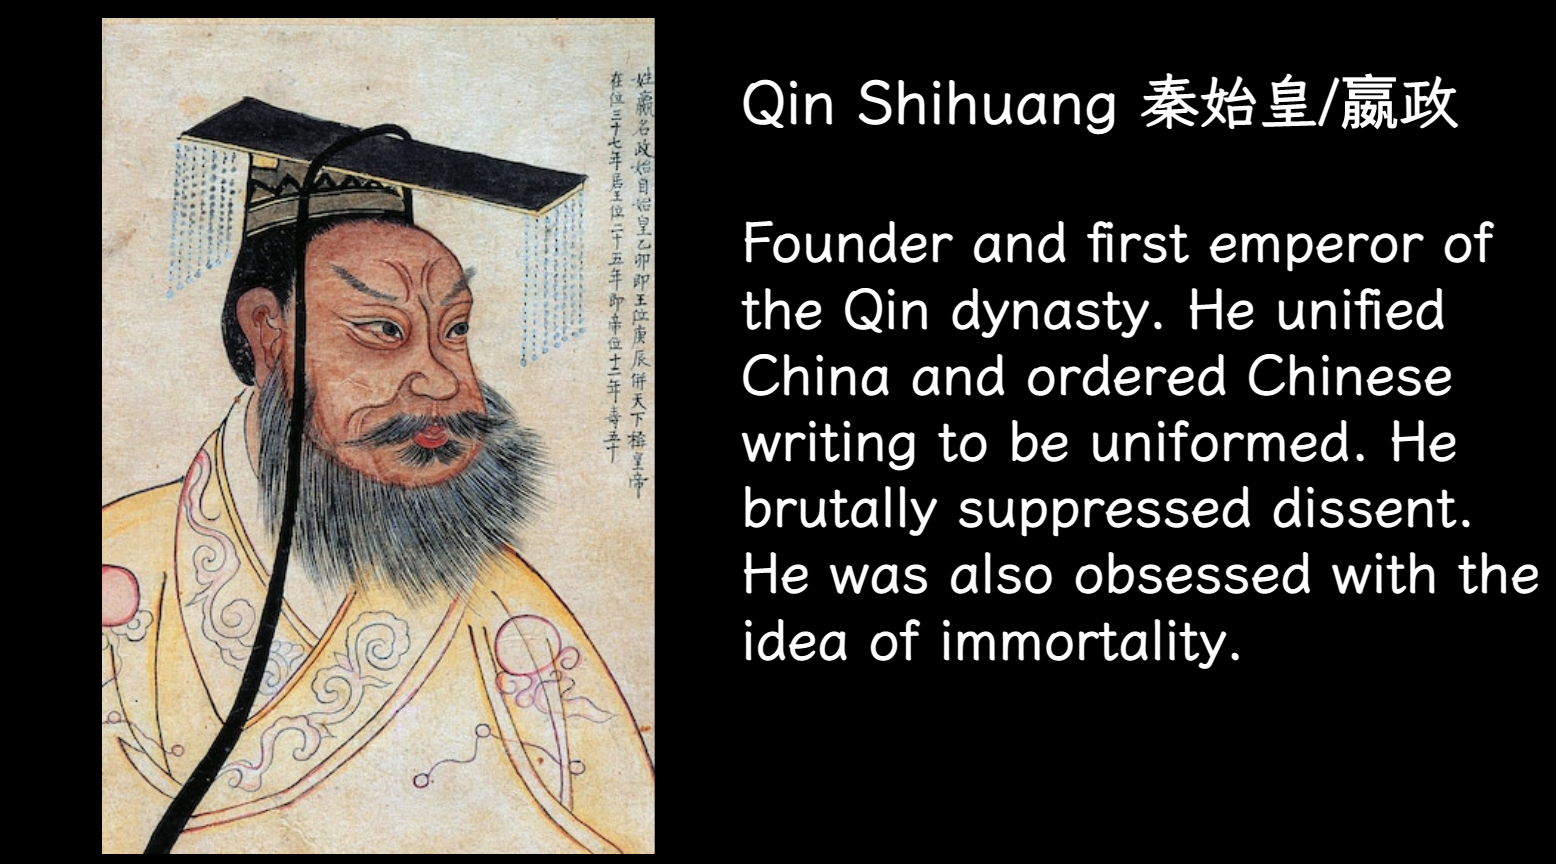 Qin Shihuang 秦始皇/嬴政
Founder and first emperor of
the Qin dynasty. He unified
China and ordered Chinese
writing to be uniformed. He
brutally suppressed dissent.
He was also obsessed with the
idea of immortality.
姓嬴名政始自始皇乙卯即王位庚辰併天下稱皇帝
在位三十七年居王位二十五年即帝位十二年壽五十